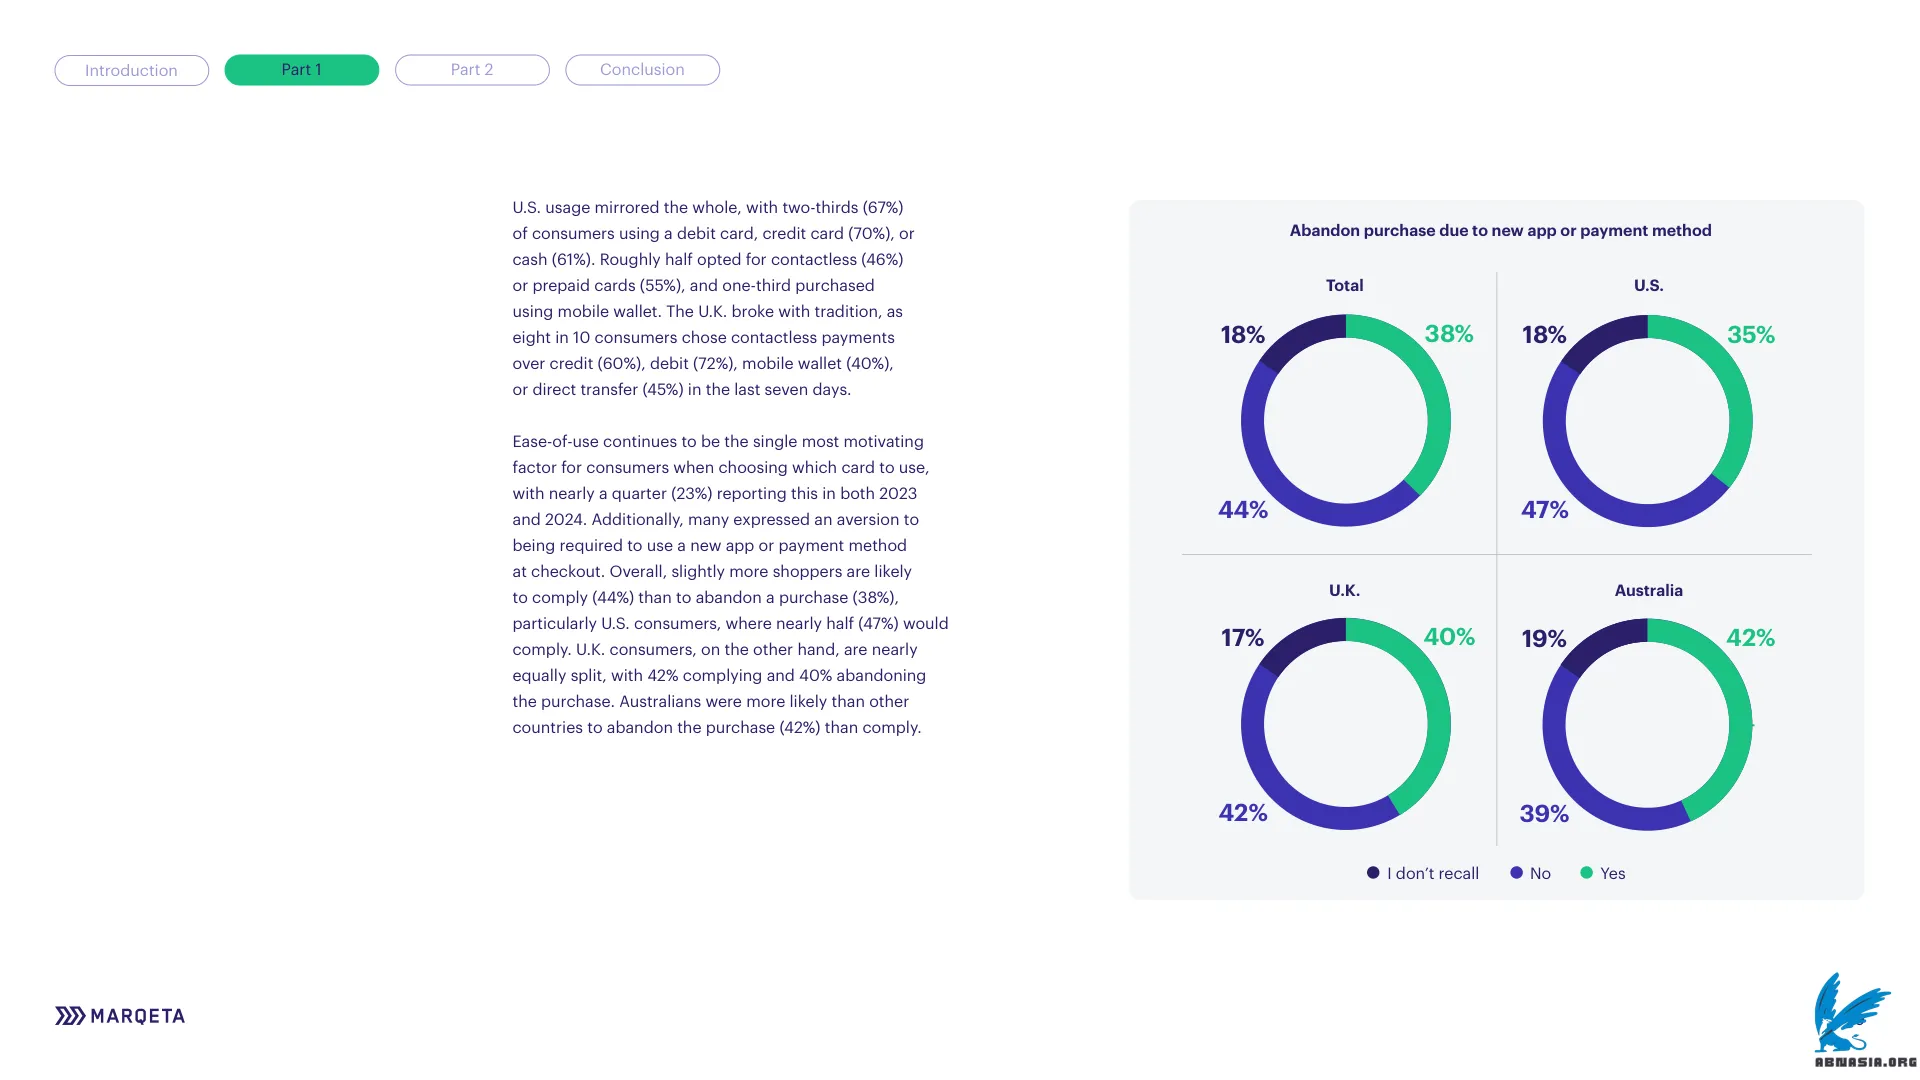 Introduction
Part 1
Part 2
Conclusion
U.S. usage mirrored the whole, with two-thirds (67%)
of consumers using a debit card, credit card (70%), or
cash (61%). Roughly half opted for contactless (46%)
or prepaid cards (55%), and one-third purchased
using mobile wallet. The U.K. broke with tradition, as
eight in 10 consumers chose contactless payments
over credit (60%), debit (72%), mobile wallet (40%),
or direct transfer (45%) in the last seven days.
Ease-of-use continues to be the single most motivating
factor for consumers when choosing which card to use,
with nearly a quarter (23%) reporting this in both 2023
and 2024. Additionally, many expressed an aversion to
being required to use a new app or payment method
at checkout. Overall, slightly more shoppers are likely
to comply (44%) than to abandon a purchase (38%),
particularly U.S. consumers, where nearly half (47%) would
comply. U.K. consumers, on the other hand, are nearly
equally split, with 42% complying and 40% abandoning
the purchase. Australians were more likely than other
countries to abandon the purchase (42%) than comply.
Abandon purchase due to new app or payment method
Total
18%
38%
44%
U.S.
18%
35%
47%
U.K.
17%
40%
42%
Australia
19%
42%
39%
I don't recall
No
Yes
MARQETA
ABNASIA.ORG